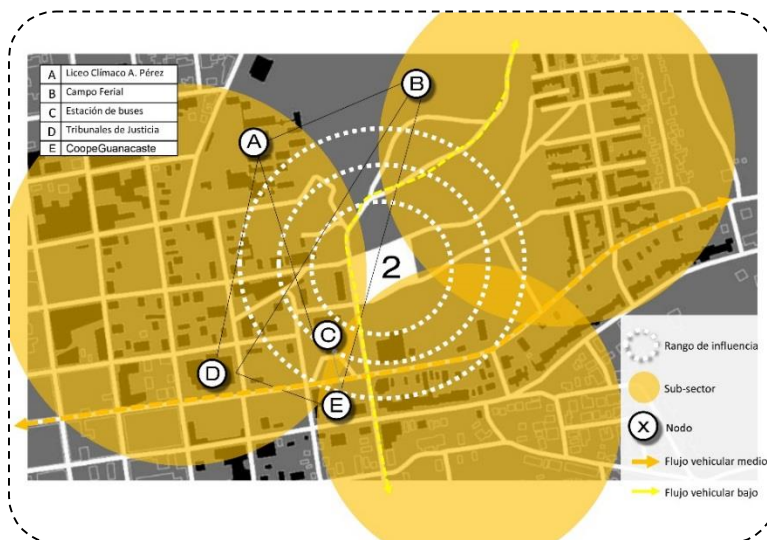 A Liceo Clímaco A. Pérez
B Campo Ferial
C Estación de buses
D Tribunales de Justicia
E CoopeGuanacaste
B
A
2
C
D
E
Rango de influencia
Sub-sector
X Nodo
Flujo vehicular medio
Flujo vehicular bajo